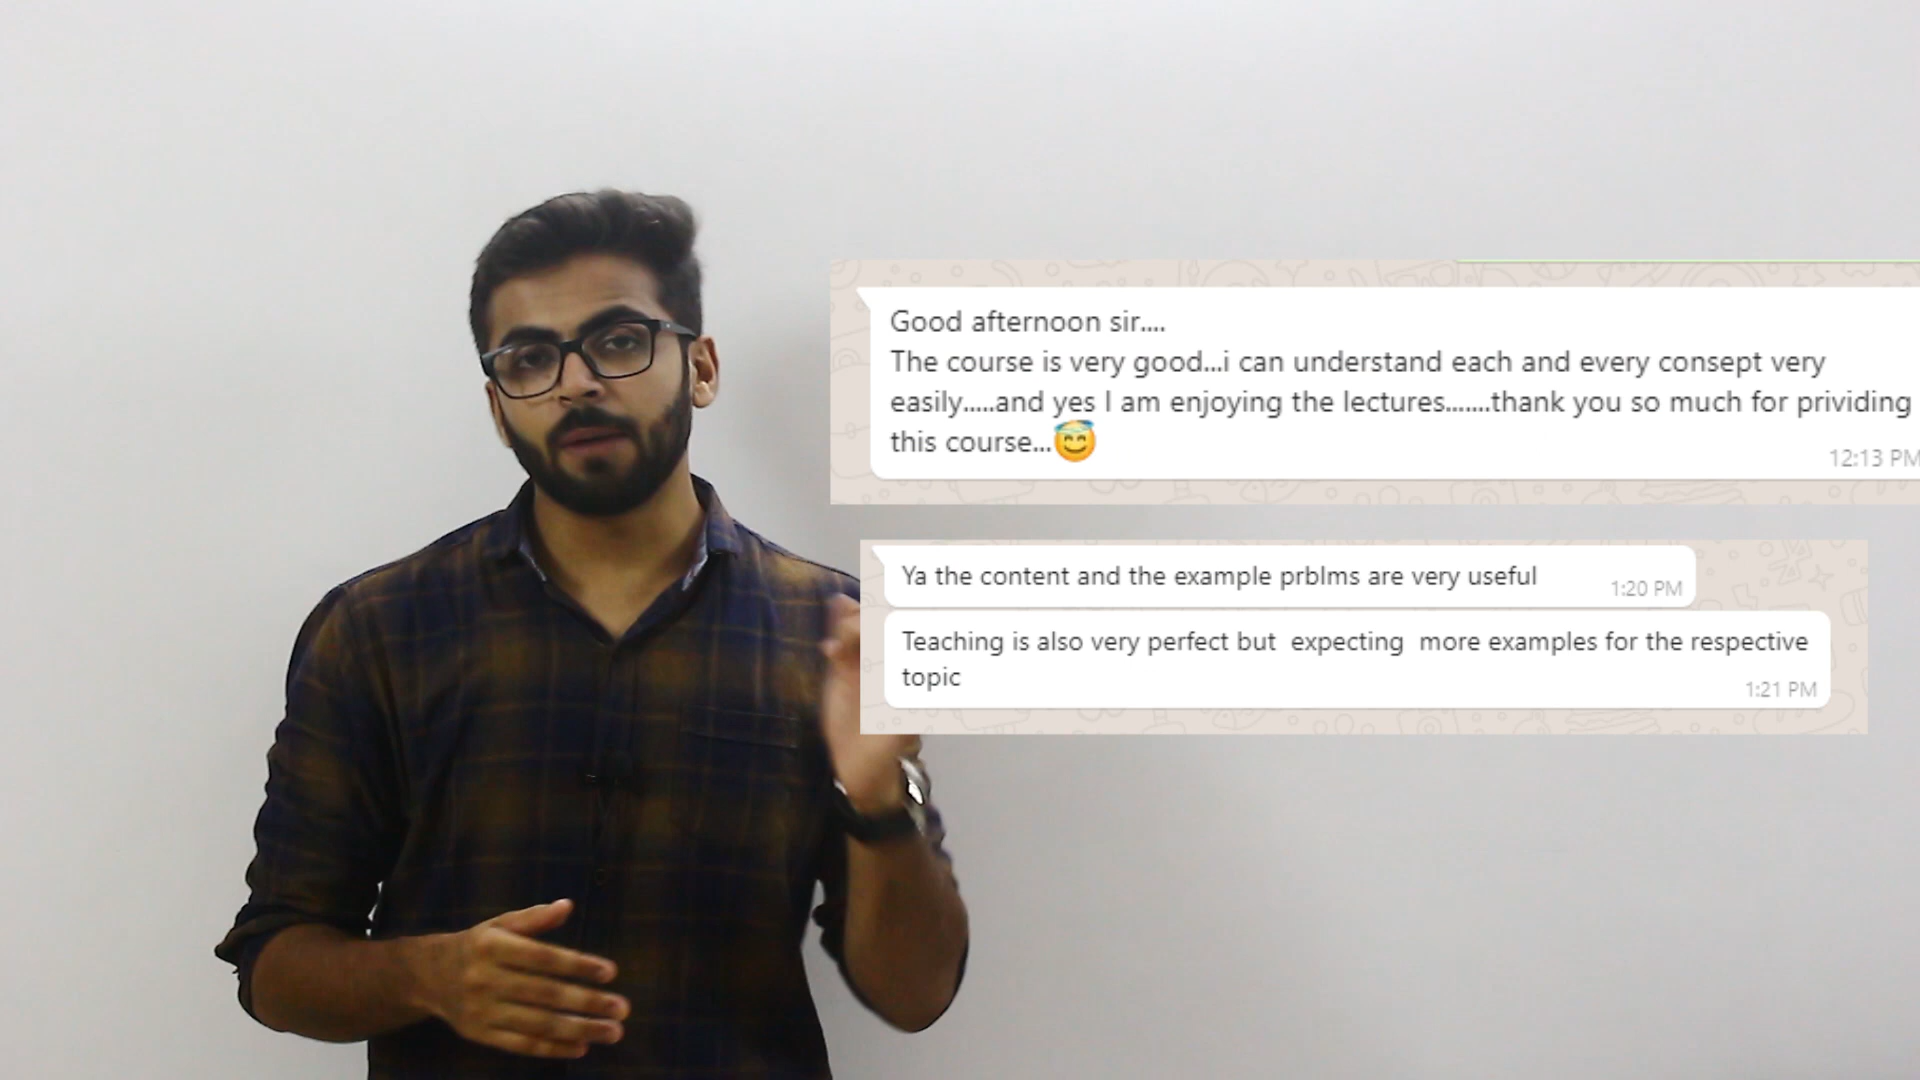 Good afternoon sir....
The course is very good...i can understand each and every consept very
easily.....and yes I am enjoying the lectures.......thank you so much for prividing
this course...😇
12:13 PM
Ya the content and the example prblms are very useful
1:20 PM
Teaching is also very perfect but expecting more examples for the respective
topic
1:21 PM